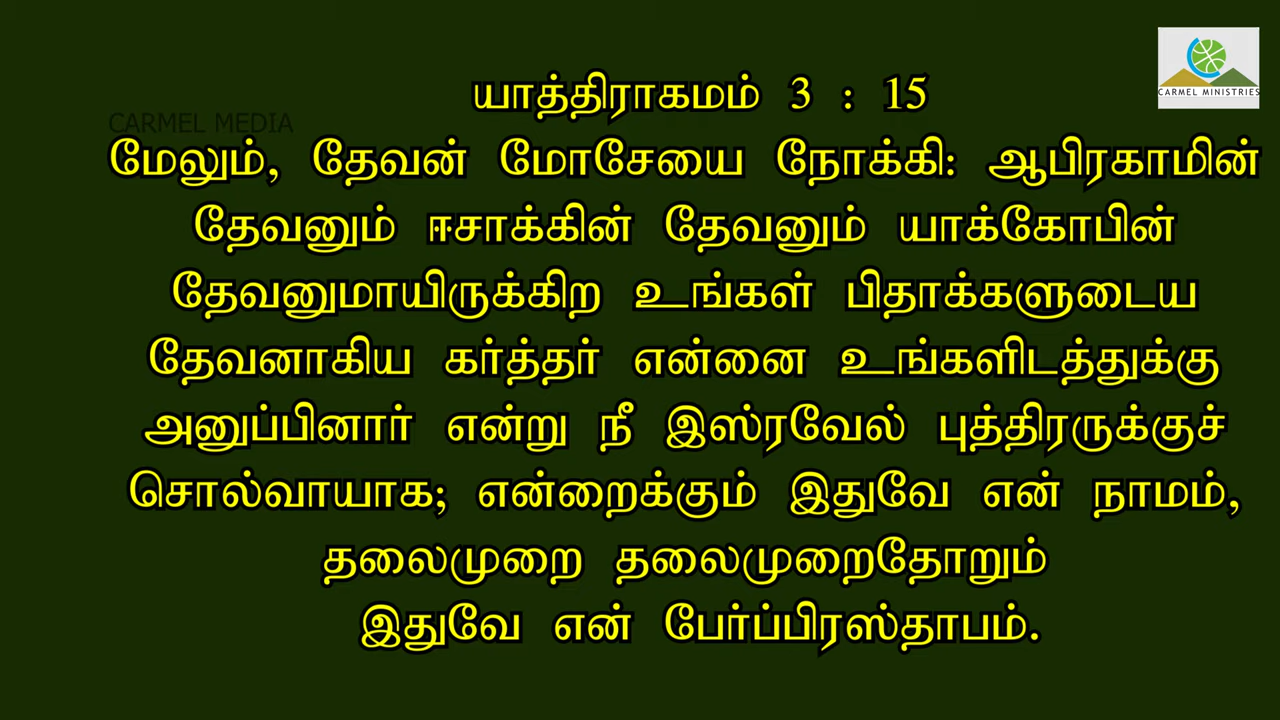 யாத்திராகமம் 3 : 15
CARMEL MINISTRIES
CARMEL MEDIA
மேலும், தேவன் மோசேயை நோக்கி: ஆபிரகாமின்
தேவனும் ஈசாக்கின் தேவனும் யாக்கோபின்
தேவனுமாயிருக்கிற உங்கள் பிதாக்களுடைய
தேவனாகிய கர்த்தர் என்னை உங்களிடத்துக்கு
அனுப்பினார் என்று நீ இஸ்ரவேல் புத்திரருக்குச்
சொல்வாயாக; என்றைக்கும் இதுவே என் நாமம்,
தலைமுறை தலைமுறைதோறும்
இதுவே என் பேர்ப்பிரஸ்தாபம்.